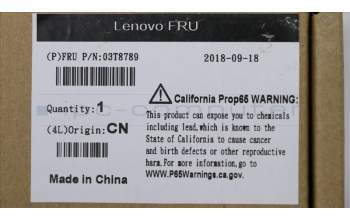 Lenovo FRU
(P)FRU P/N:03T8789
2018-09-18
Quantity:1
(4L)Origin:CN
Made in China
California Prop65 WARNING:
This product can expose you to chemicals
including lead,which is known to the
State of California to cause cancer
and birth defects or other reproductive
harm.For more information,go to
www.P65Warnings.ca.gov.